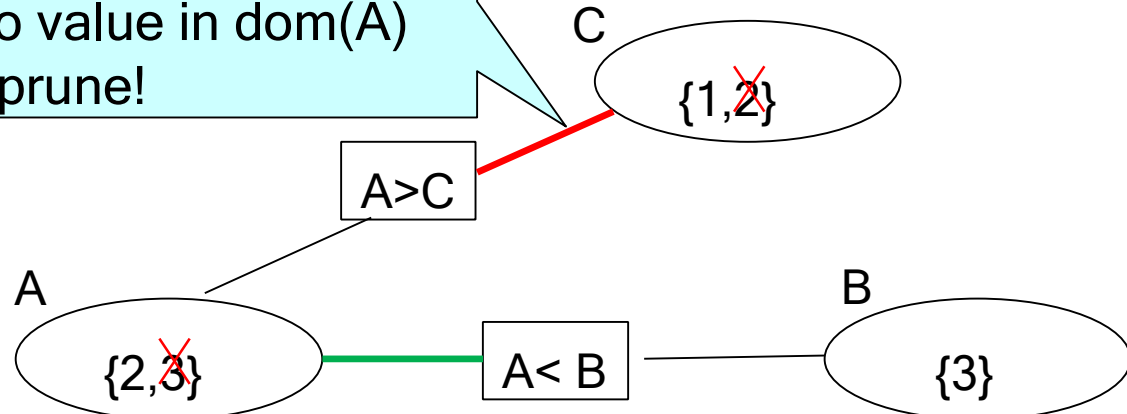 o value in dom(A)
prune!
C
{1,2}
A>C
A
B
{2,3}
A< B
{3}